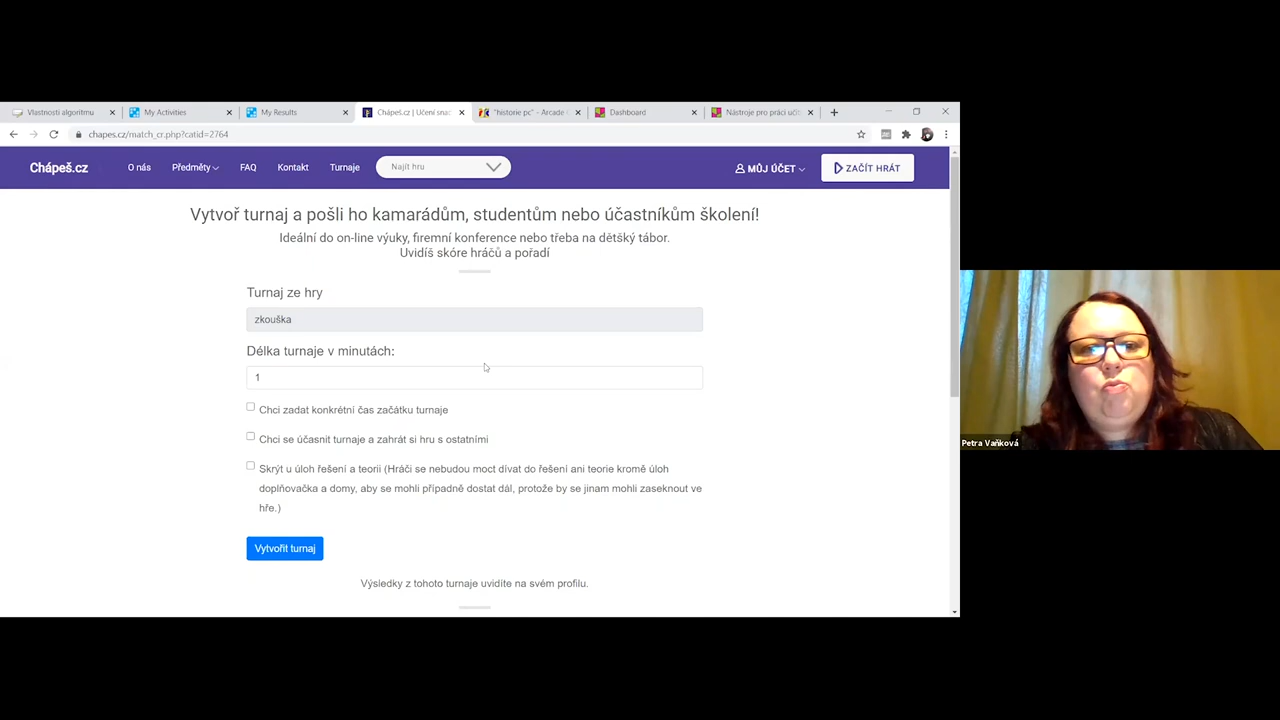 Vlastnosti algoritmu
My Activities
My Results
Chápeš.cz | Učení snad
"historie pc" - Arcade
Dashboard
Nástroje pro práci učit
chapes.cz/match_cr.php?catid=2764
Chápeš.cz
O nás
Předměty
FAQ
Kontakt
Turnaje
Najít hru
MŮJ ÚČET
ZAČÍT HRÁT
Vytvoř turnaj a pošli ho kamarádům, studentům nebo účastníkům školení!
Ideální do on-line výuky, firemní konference nebo třeba na dětský tábor.
Uvidíš skóre hráčů a pořadí
Turnaj ze hry
zkouška
Délka turnaje v minutách:
1
Chci zadat konkrétní čas začátku turnaje
Chci se účasnit turnaje a zahrát si hru s ostatními
Skrýt u úloh řešení a teorii (Hráči se nebudou moct dívat do řešení ani teorie kromě úloh
doplňovačka a domy, aby se mohli případně dostat dál, protože by se jinam mohli zaseknout ve
hře.)
Vytvořit turnaj
Výsledky z tohoto turnaje uvidíte na svém profilu.
Petra Vaňková